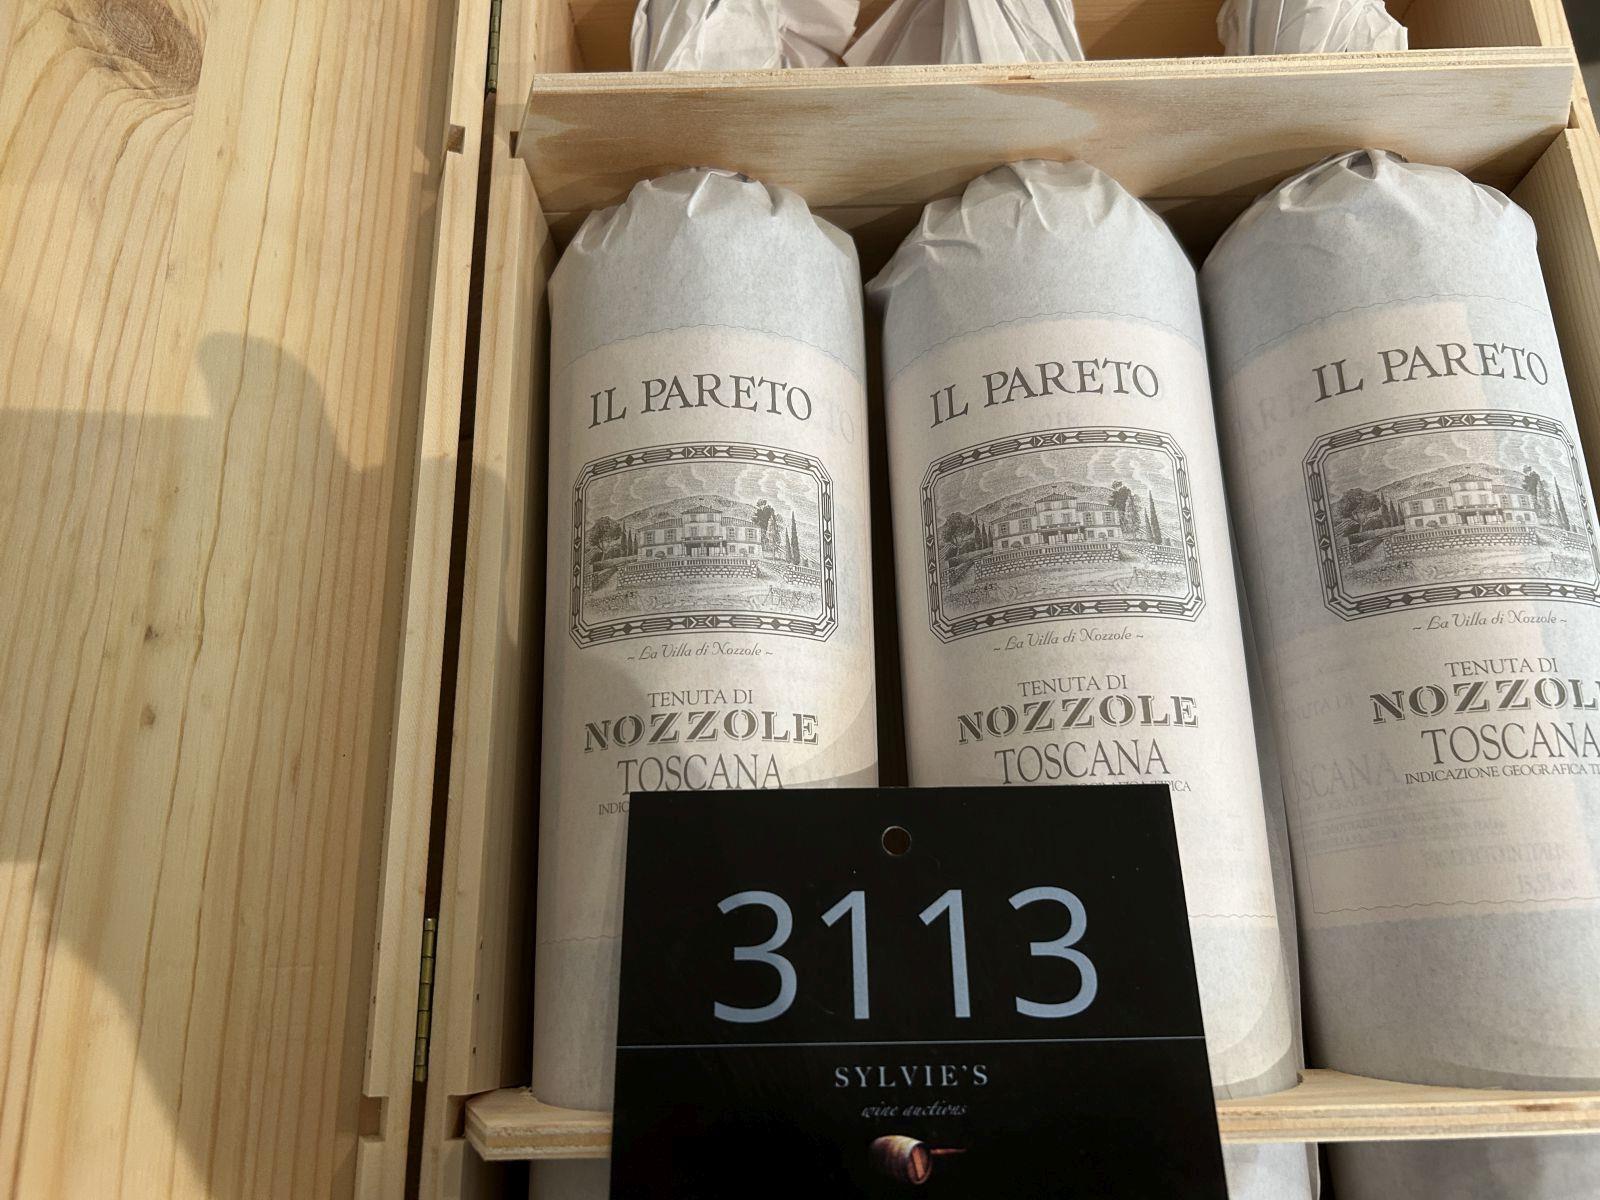 IL PARETO
~ La Villa di Nozzole ~
TENUTA DI
NOZZOLE
TOSCANA
IL PARETO
~ La Villa di Nozzole ~
TENUTA DI
NOZZOLE
TOSCANA
IL PARETO
~ La Villa di Nozzole ~
TENUTA DI
NOZZOLE
TOSCANA
INDICAZIONE GEOGRAFICA
3113
SYLVIE'S
wine auctions